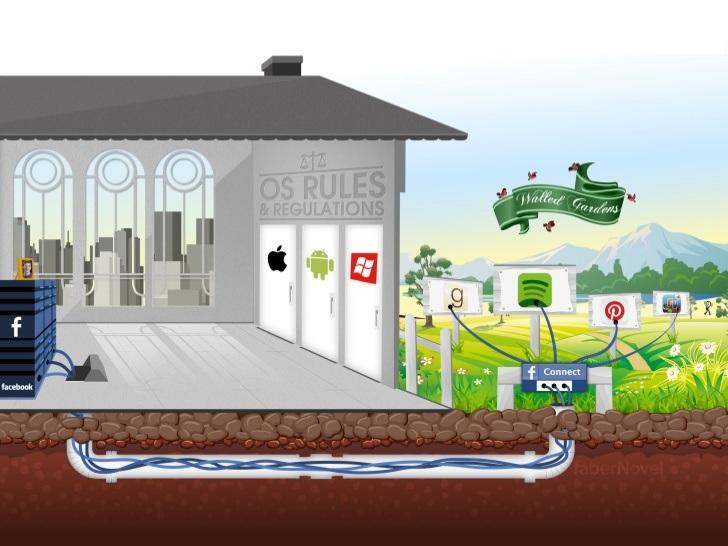 OS RULES
& REGULATIONS
Walled Gardens
g
f
facebook
f Connect
faberNovel